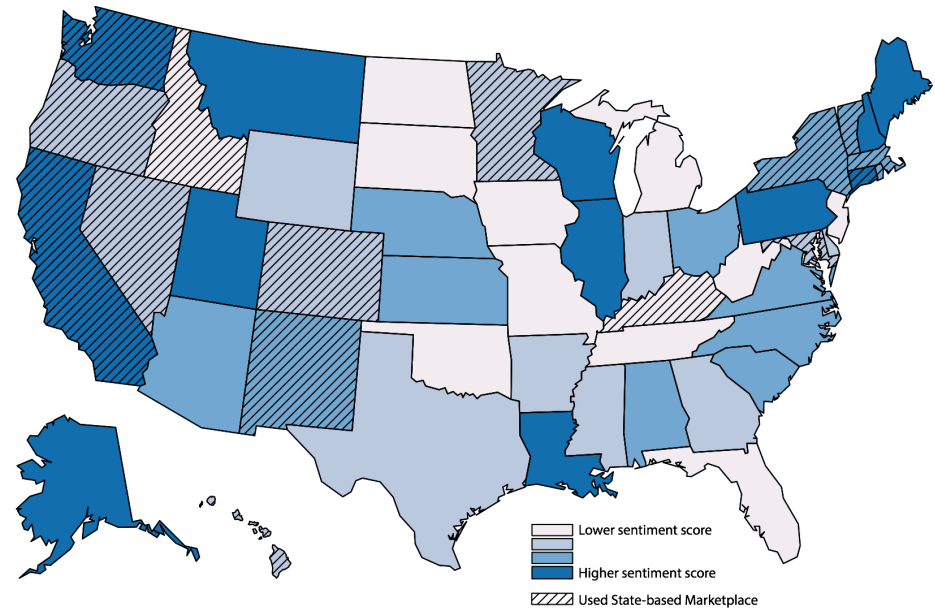 Lower sentiment score
Higher sentiment score
Used State-based Marketplace